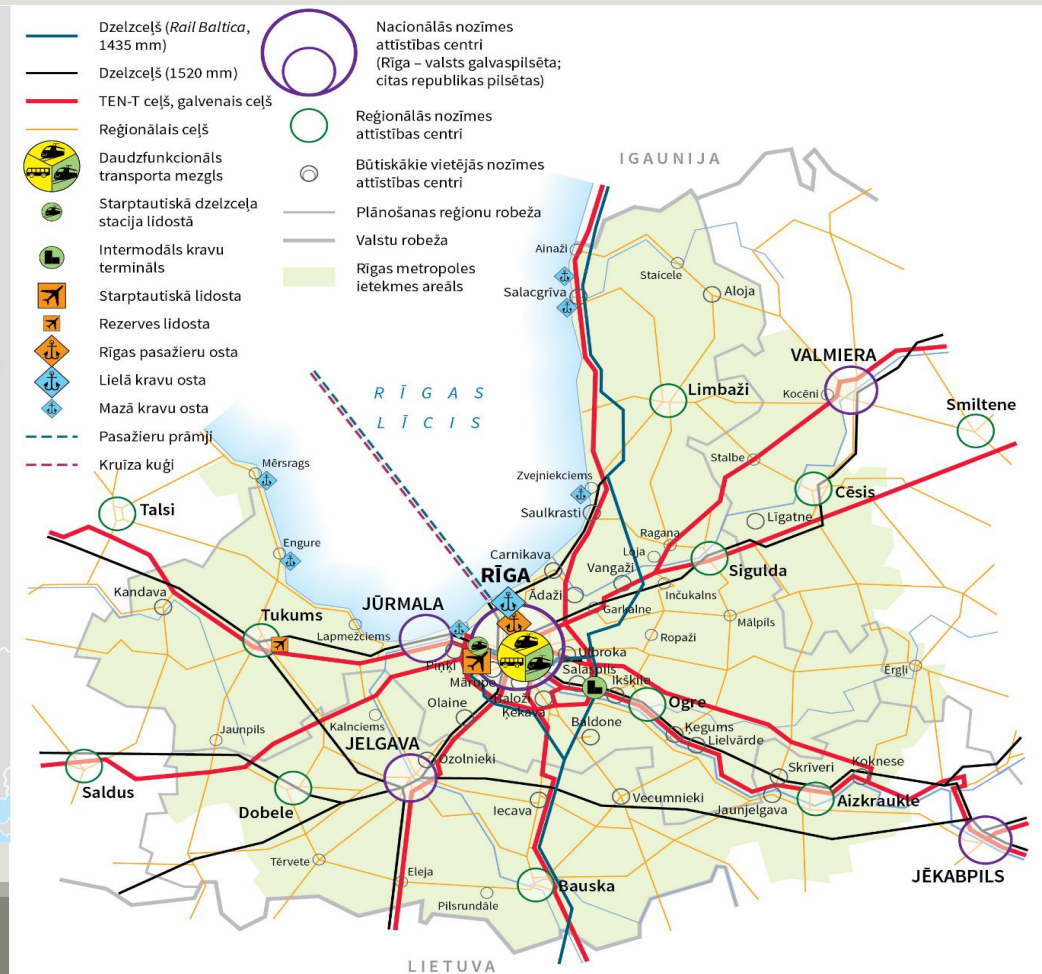 Dzelzceļš (Rail Baltica,
1435 mm)
Dzelzceļš (1520 mm)
TEN-T ceļš, galvenais ceļš
Reģionālais ceļš
Daudzfunkcionāls
transporta mezgls
Starptautiskā dzelzceļa
stacija lidostā
Intermodāls kravu
terminālis
Starptautiskā lidosta
Rezerves lidosta
Rīgas pasažieru osta
Lielā kravu osta
Mazā kravu osta
Pasažieru prāmji
Kruīza kuģi
Nacionālās nozīmes
attīstības centri
(Rīga – valsts galvaspilsēta;
citas republikas pilsētas)
Reģionālās nozīmes
attīstības centri
Būtiskākie vietējās nozīmes
attīstības centri
Plānošanas reģionu robeža
Valstu robeža
Rīgas metropoles
ietekmes areāls
IGAUNIJA
Ainaži
Staicele
Salacgrīva
Aloja
VALMIERA
RĪGAS
LĪCIS
Limbaži
Kocēni
Smiltene
Stalbe
Mērsrags
Zvejniekciems
Cēsis
Talsi
Saulkrasti
Līgatne
Ragana
Engure
Carnikava
Loja
RĪGA
Vangaži
Sigulda
Kandava
JŪRMALA
Ādaži
Inčukalns
Tukums
Garkalne
Mālpils
Lapmežciems
Ropaži
Ulbroka
Piņķi
Salaspils
Ērgļi
Mārupe
Ikšķile
Olaine
Baloži
Ogre
Ķekava
Kalnciems
Baldone
Ķegums
Jaunpils
Lielvārde
JELGAVA
Ozolnieki
Koknese
Skrīveri
Saldus
Jaunjelgava
Aizkraukle
Vecumnieki
Dobele
Iecava
Tērvete
Eleja
JĒKABPILS
Bauska
Pilsrundāle
LIETUVA